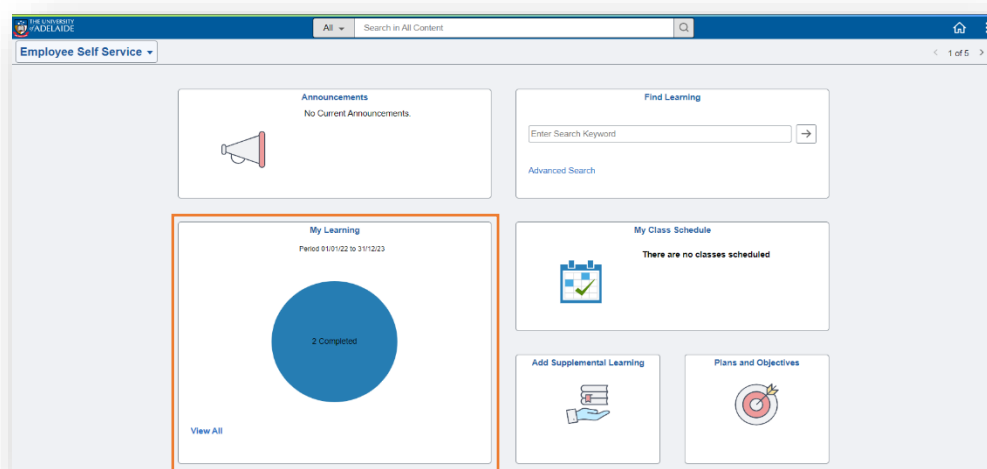 THE UNIVERSITY
of ADELAIDE
All
Search in All Content
Employee Self Service
1 of 5
Announcements
No Current Announcements.
Find Learning
Enter Search Keyword
Advanced Search
My Learning
Period 01/01/22 to 31/12/23
2 Completed
View All
My Class Schedule
There are no classes scheduled
Add Supplemental Learning
Plans and Objectives